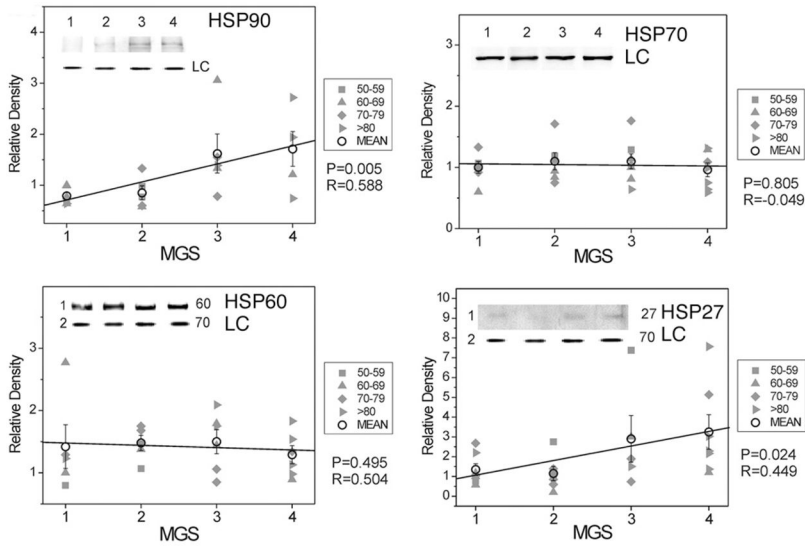 HSP90
1 2 3 4
LC
Relative Density
4
3
2
1
50-59
60-69
70-79
>80
MEAN
P=0.005
R=0.588
1 2 3 4
MGS
HSP70
1 2 3 4
LC
Relative Density
3
2
1
0
50-59
60-69
70-79
>80
MEAN
P=0.805
R=-0.049
1 2 3 4
MGS
HSP60
1 60
2 70 LC
Relative Density
3
2
1
50-59
60-69
70-79
>80
MEAN
P=0.495
R=0.504
1 2 3 4
MGS
1 27 HSP27
2 70 LC
Relative Density
10
9
8
7
6
5
4
3
2
1
0
50-59
60-69
70-79
>80
MEAN
P=0.024
R=0.449
1 2 3 4
MGS